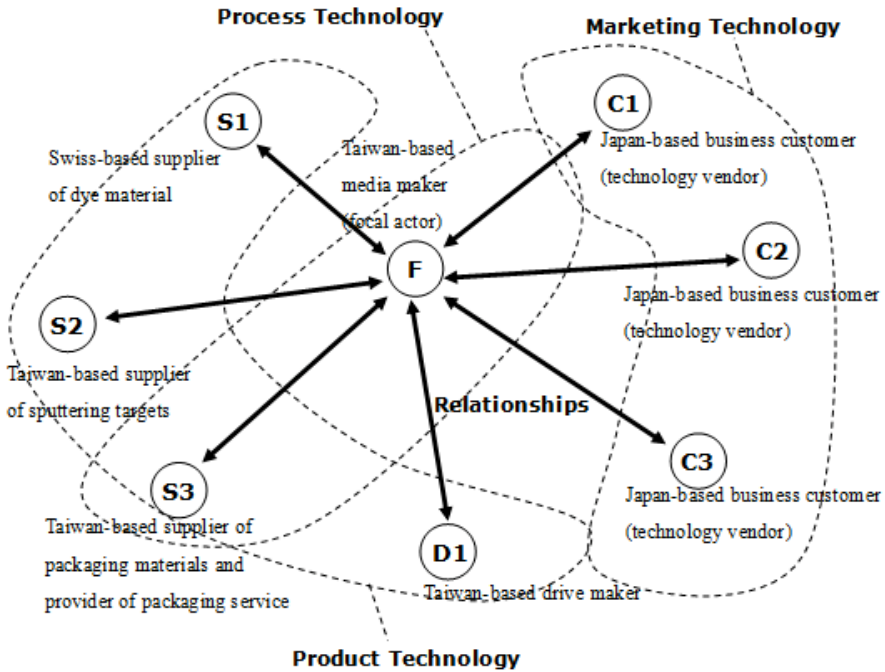 Process Technology
Marketing Technology
C1
S1
Japan-based business customer
(technology vendor)
Swiss-based supplier
of dye material
Taiwan-based
media maker
(focal actor)
F
C2
Japan-based business customer
(technology vendor)
S2
Taiwan-based supplier
of sputtering targets
Relationships
C3
Japan-based business customer
(technology vendor)
S3
Taiwan-based supplier of
packaging materials and
provider of packaging service
D1
Taiwan-based drive maker
Product Technology